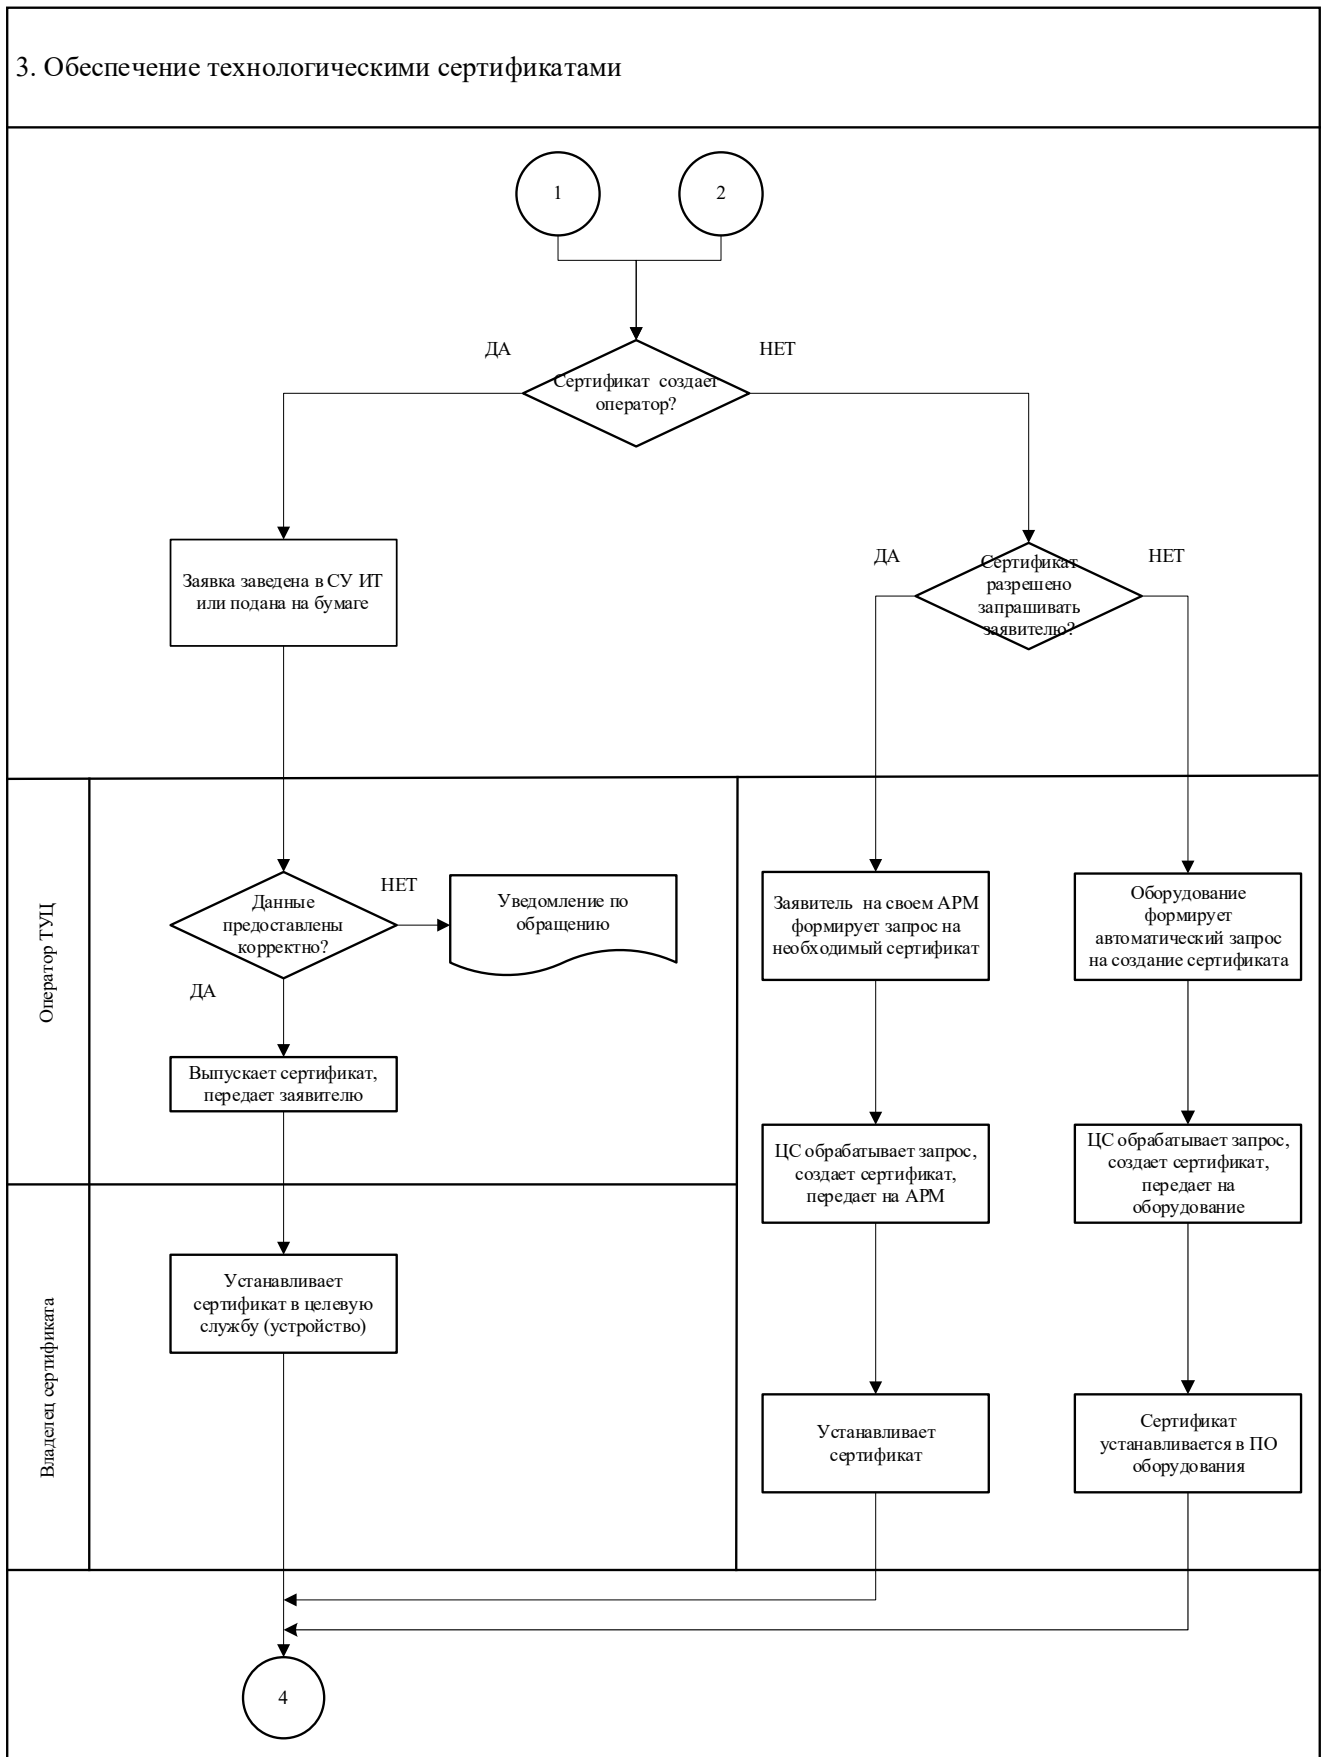 3. Обеспечение технологическими сертификатами
1
2
ДА
НЕТ
Сертификат создает
оператор?
Заявка заведена в СУ ИТ
или подана на бумаге
ДА
НЕТ
Сертификат
разрешено
запрашивать
заявителю?
Оператор ТУЦ
Данные
предоставлены
корректно?
НЕТ
ДА
Уведомление по
обращению
Заявитель на своем АРМ
формирует запрос на
необходимый сертификат
Оборудование
формирует
автоматический запрос
на создание сертификата
Выпускает сертификат,
передает заявителю
ЦС обрабатывает запрос,
создает сертификат,
передает на АРМ
ЦС обрабатывает запрос,
создает сертификат,
передает на
оборудование
Владелец сертификата
Устанавливает
сертификат в целевую
службу (устройство)
Устанавливает
сертификат
Сертификат
устанавливается в ПО
оборудования
4